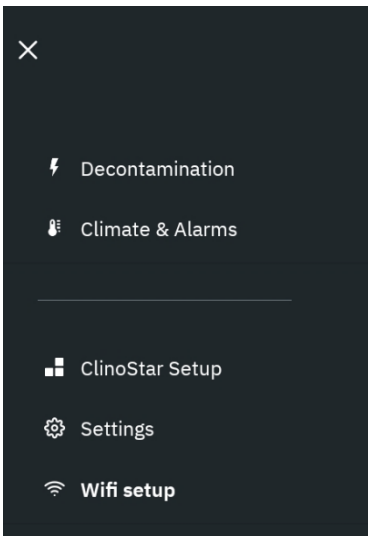 Decontamination
Climate & Alarms
ClinoStar Setup
Settings
Wifi setup